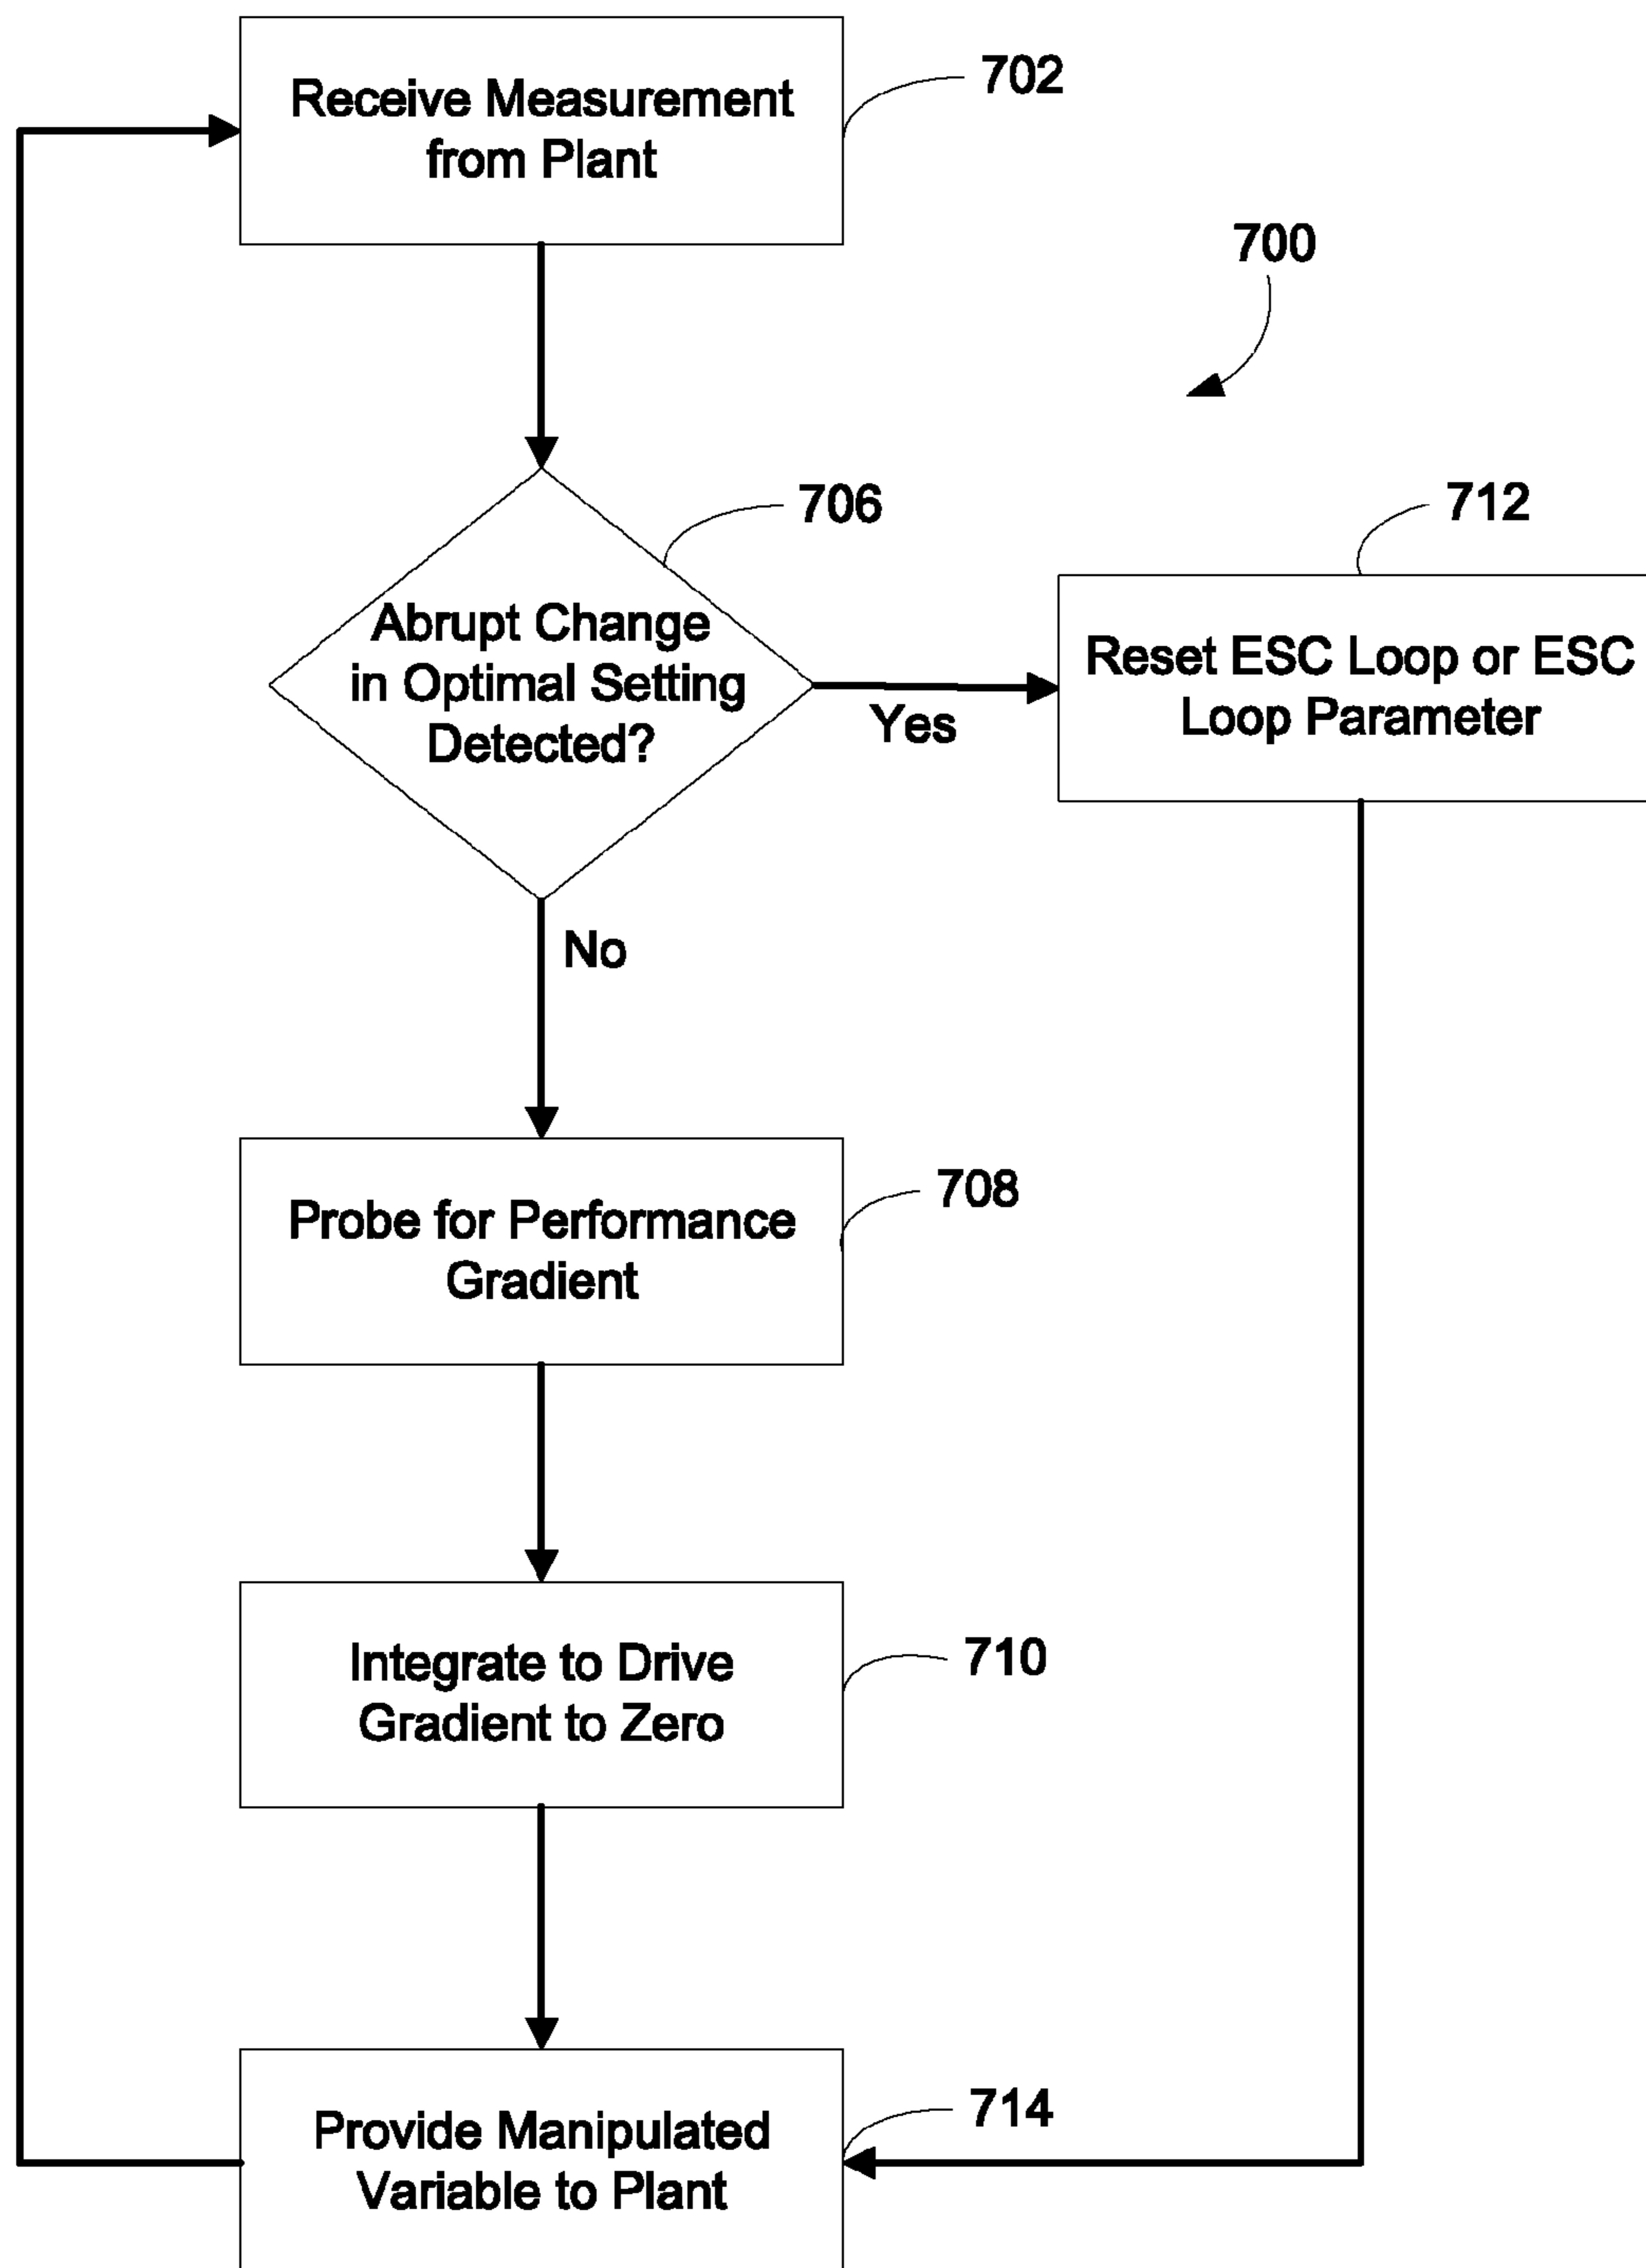 Receive Measurement
from Plant
702
700
706
Abrupt Change
in Optimal Setting
Detected?
Yes
712
Reset ESC Loop or ESC
Loop Parameter
No
Probe for Performance
Gradient
708
Integrate to Drive
Gradient to Zero
710
Provide Manipulated
Variable to Plant
714